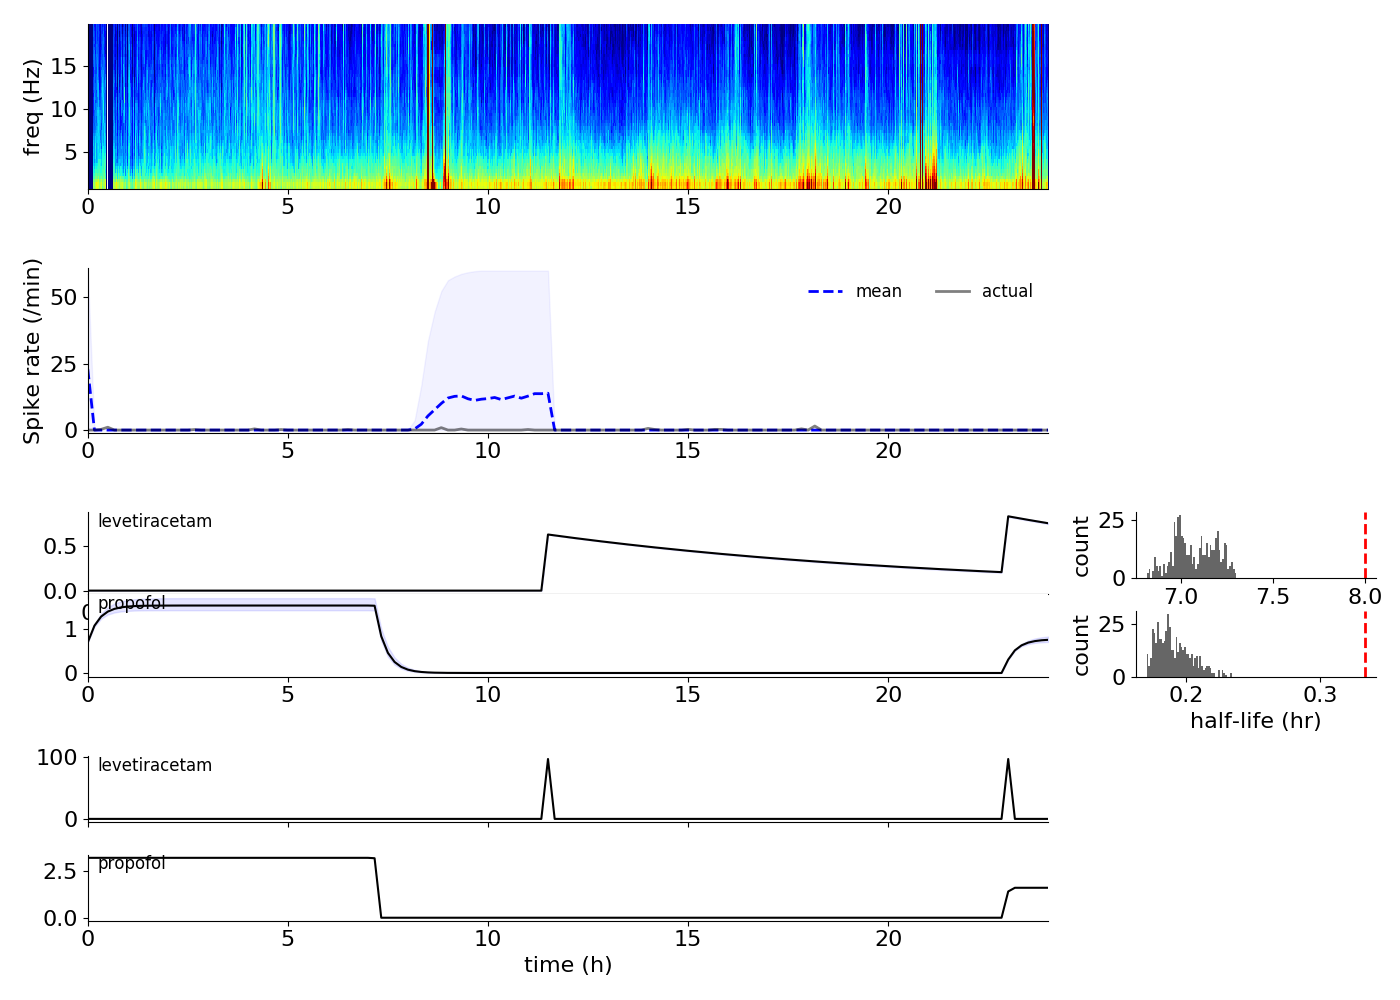 freq (Hz)
15
10
5
0 5 10 15 20
Spike rate (/min)
50
25
0
mean actual
0 5 10 15 20
levetiracetam
0.5
0.0
count
25
0
7.0 7.5 8.0
propofol
1
0
0 5 10 15 20
count
25
0
0.2 0.3
half-life (hr)
levetiracetam
100
0
propofol
2.5
0.0
0 5 10 15 20
time (h)